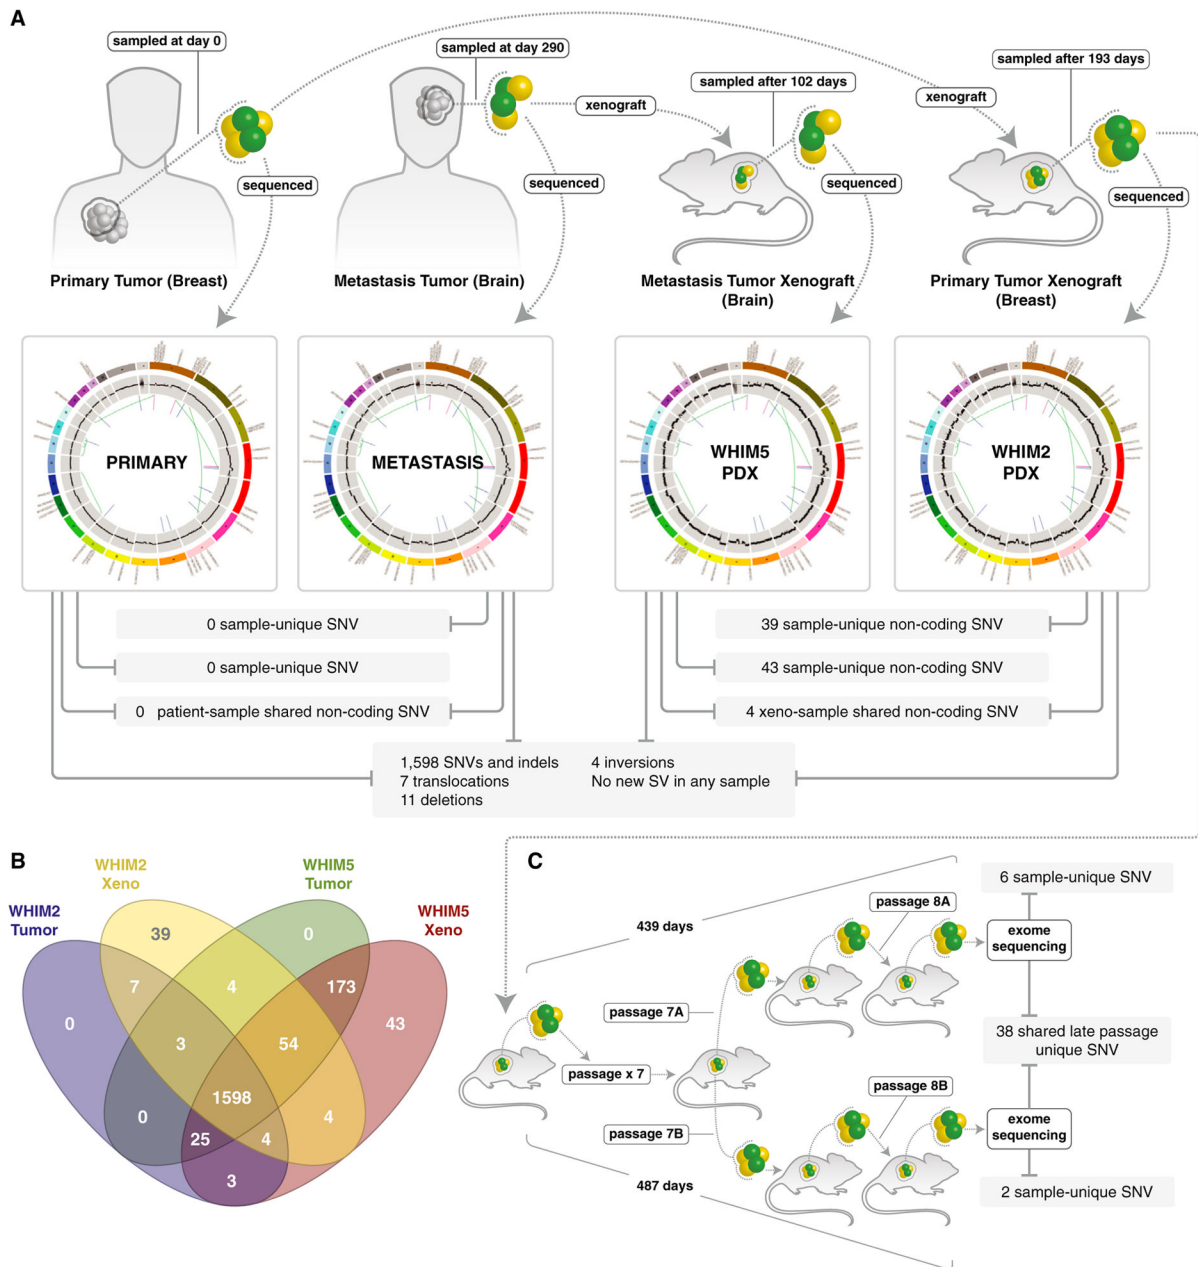 A
sampled at day 0
sampled at day 290
sampled after 102 days
sampled after 193 days
xenograft
xenograft
sequenced
sequenced
sequenced
sequenced
Primary Tumor (Breast)
Metastasis Tumor (Brain)
Metastasis Tumor Xenograft
(Brain)
Primary Tumor Xenograft
(Breast)
PRIMARY
METASTASIS
WHIM5
PDX
WHIM2
PDX
0 sample-unique SNV
39 sample-unique non-coding SNV
0 sample-unique SNV
43 sample-unique non-coding SNV
0 patient-sample shared non-coding SNV
4 xeno-sample shared non-coding SNV
1,598 SNVs and indels
7 translocations
11 deletions
4 inversions
No new SV in any sample
B
WHIM2
Tumor
WHIM2
Xeno
WHIM5
Tumor
WHIM5
Xeno
39
0
7
4
173
0
43
3
54
1598
0
4
25
4
3
C
439 days
passage 8A
6 sample-unique SNV
exome
sequencing
passage 7A
38 shared late passage
unique SNV
passage x 7
passage 8B
passage 7B
exome
sequencing
487 days
2 sample-unique SNV